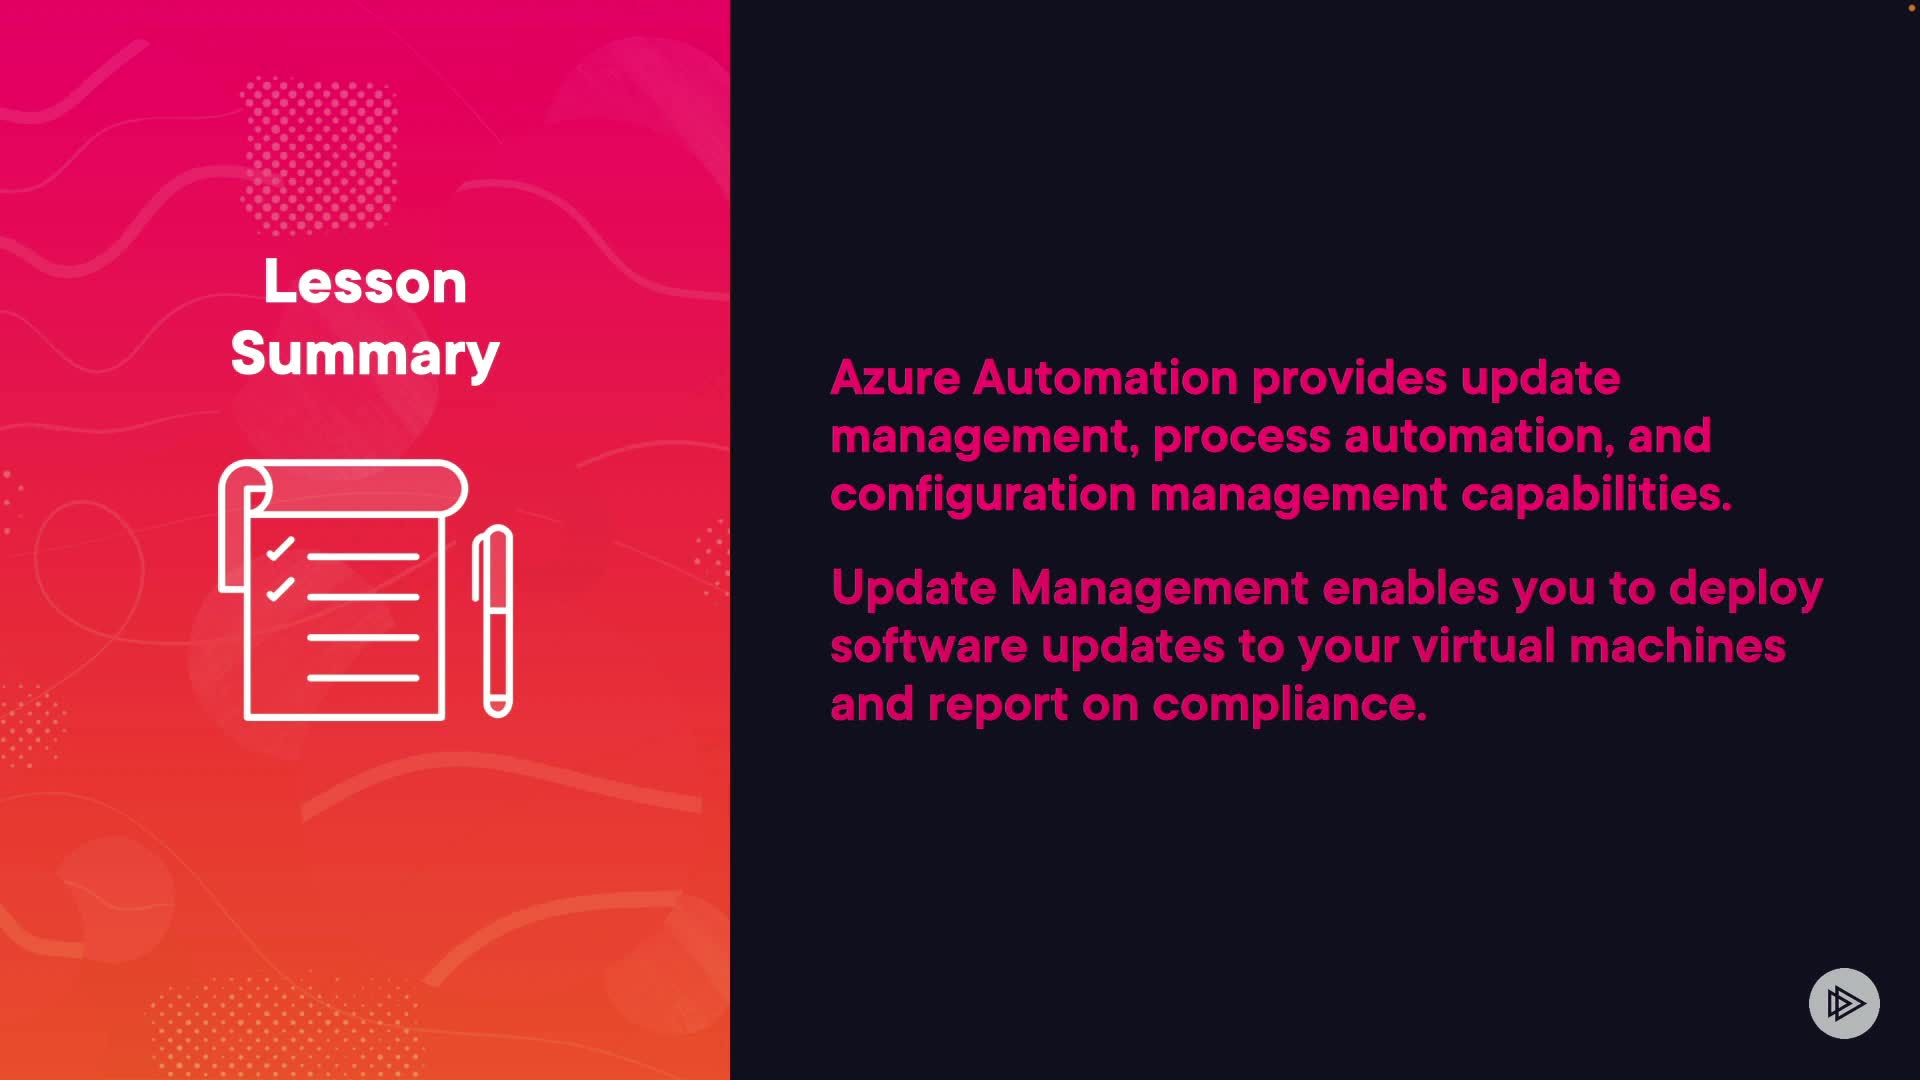 Lesson
Summary
Azure Automation provides update
management, process automation, and
configuration management capabilities.
Update Management enables you to deploy
software updates to your virtual machines
and report on compliance.